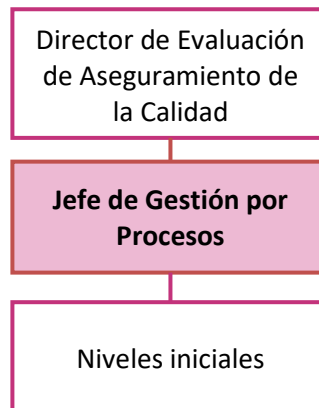 Director de Evaluación
de Aseguramiento de
la Calidad
Jefe de Gestión por
Procesos
Niveles iniciales